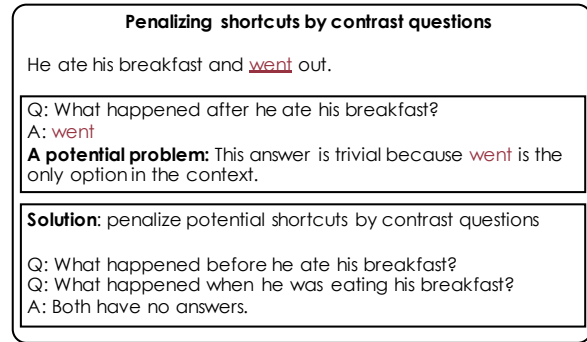 Penalizing shortcuts by contrast questions
He ate his breakfast and went out.
Q: What happened after he ate his breakfast?
A: went
A potential problem: This answer is trivial because went is the
only option in the context.
Solution: penalize potential shortcuts by contrast questions
Q: What happened before he ate his breakfast?
Q: What happened when he was eating his breakfast?
A: Both have no answers.